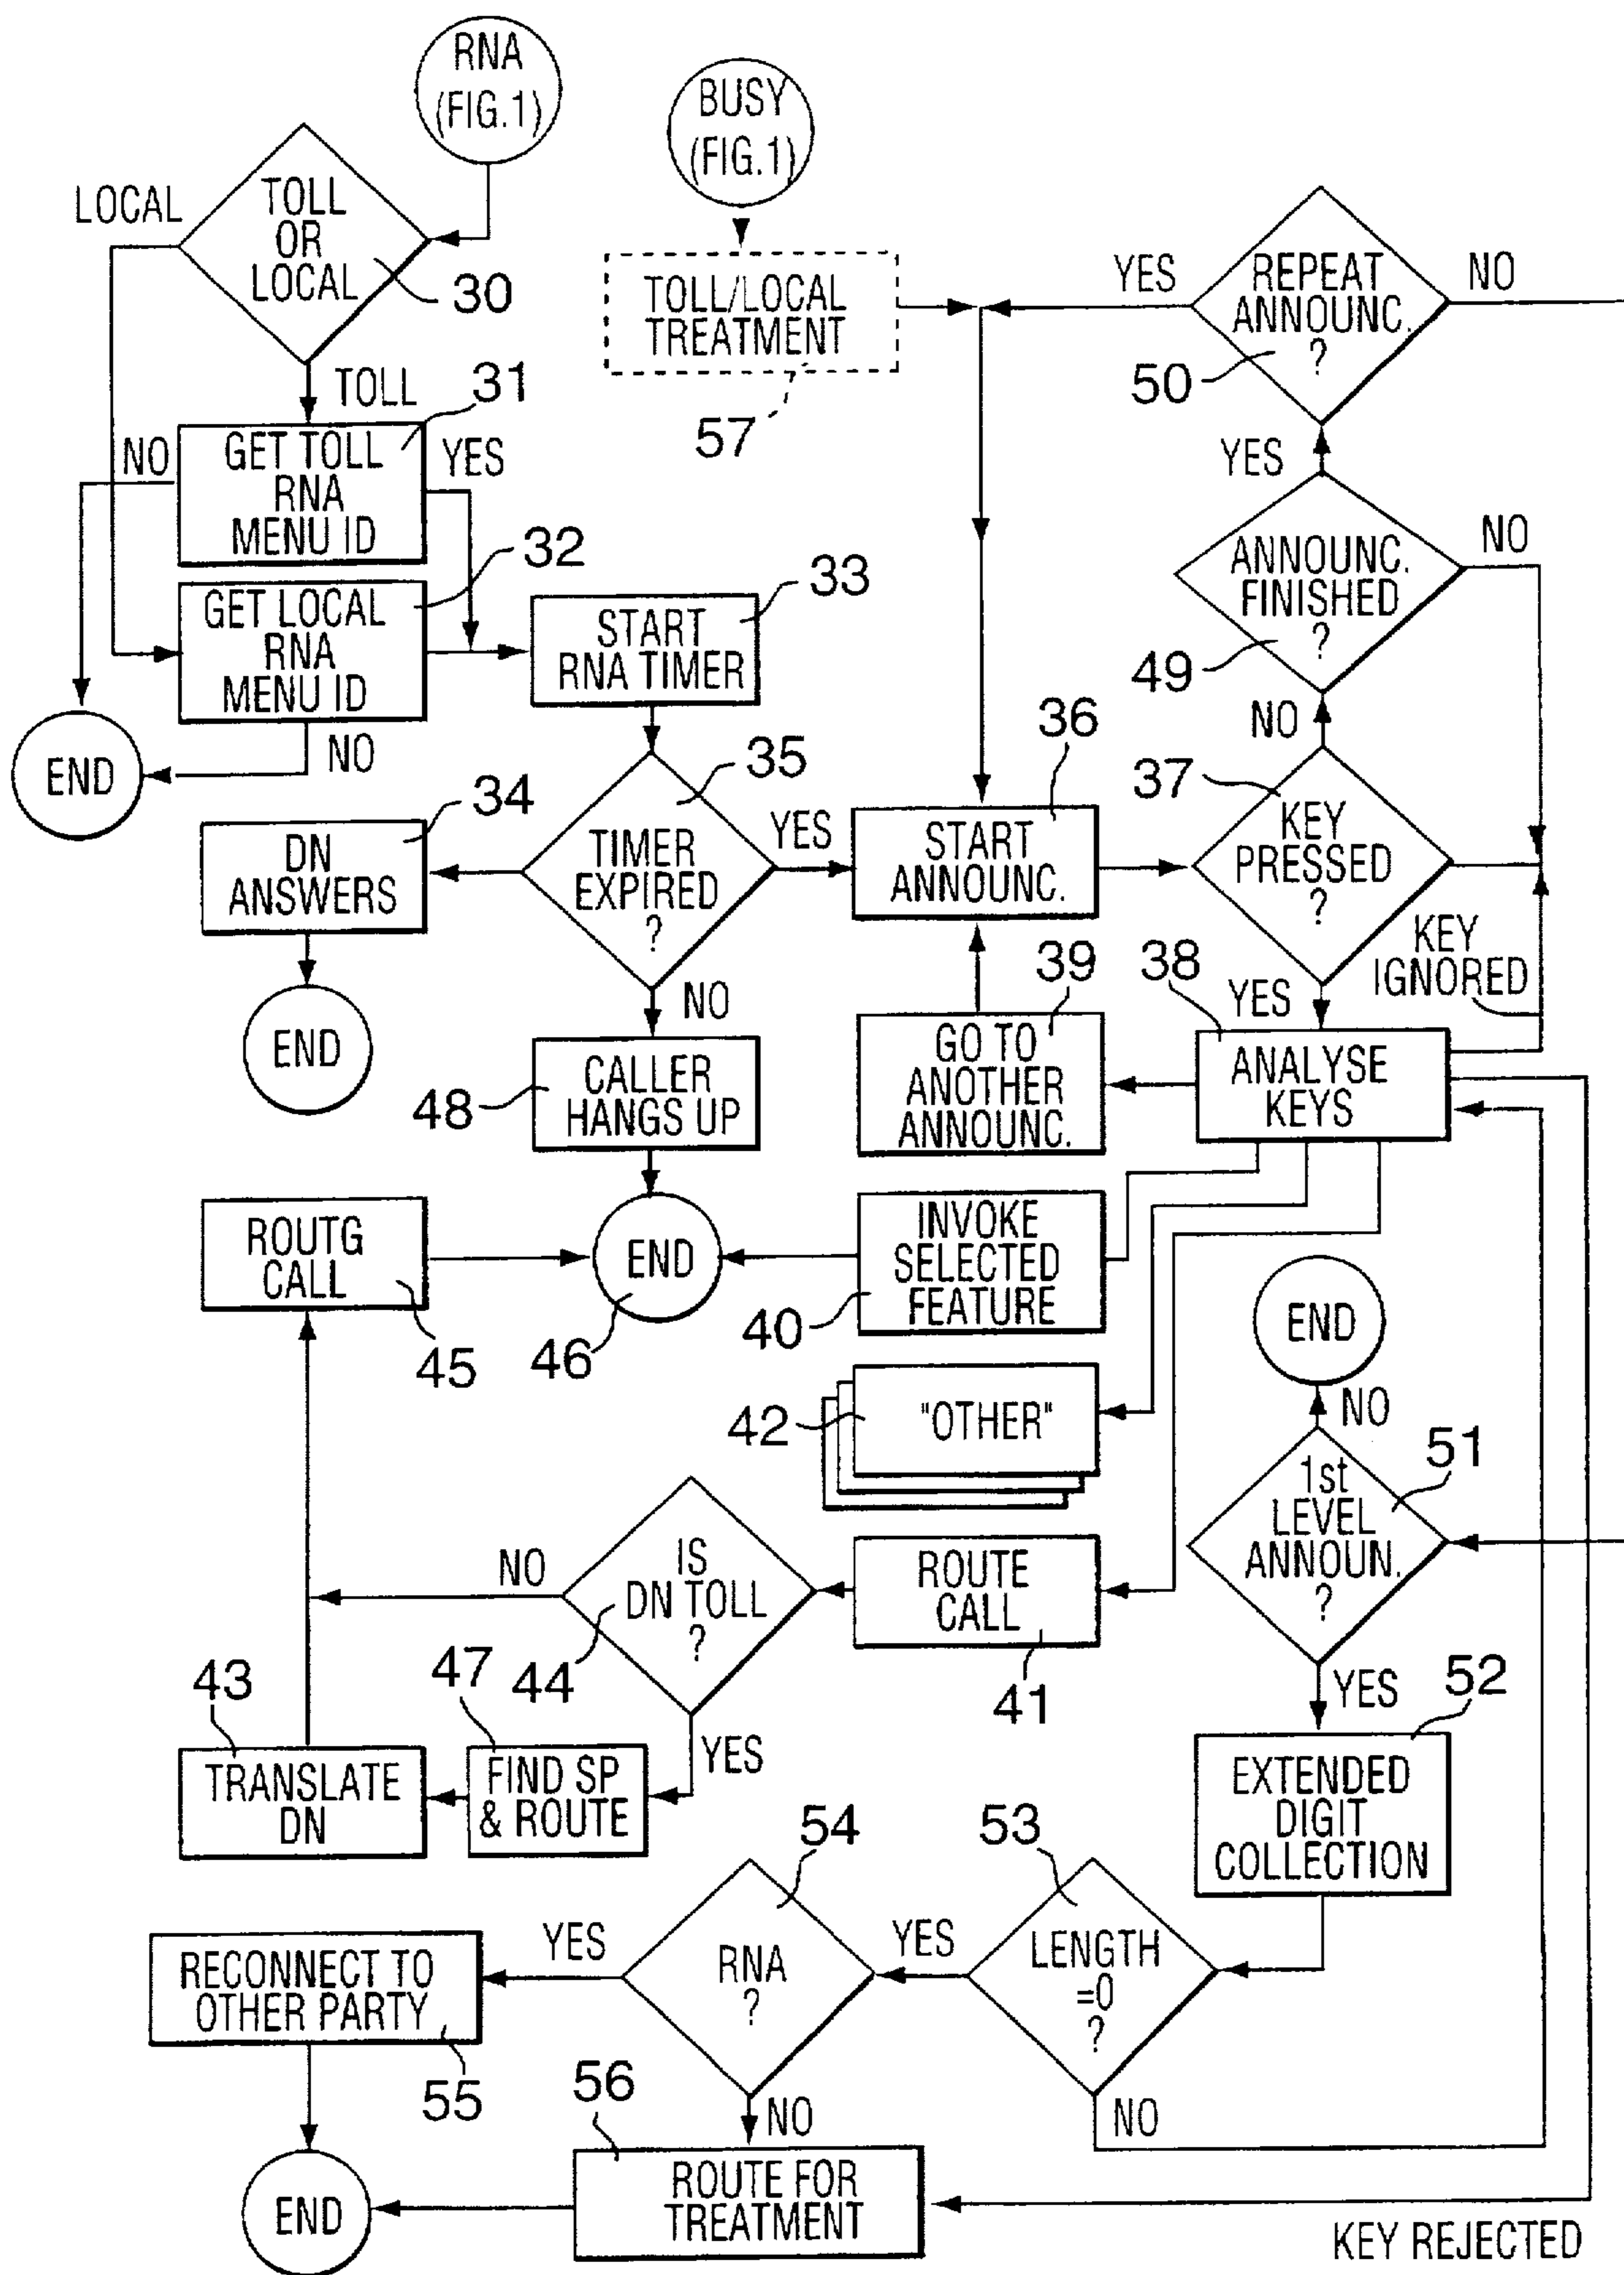 RNA
(FIG.1)
BUSY
(FIG.1)
LOCAL
TOLL
OR
LOCAL
30
TOLL/LOCAL
TREATMENT
57
YES
REPEAT
ANNOUNC.
?
NO
50
TOLL
31
NO
GET TOLL
RNA
MENU ID
YES
YES
32
GET LOCAL
RNA
MENU ID
33
START
RNA TIMER
ANNOUNC.
FINISHED
?
NO
49
NO
END
NO
35
36
37
34
DN
ANSWERS
TIMER
EXPIRED
?
YES
START
ANNOUNC.
KEY
PRESSED
?
KEY
IGNORED
END
NO
39
38
YES
48
CALLER
HANGS UP
GO TO
ANOTHER
ANNOUNC.
ANALYSE
KEYS
ROUTG
CALL
45
END
46
INVOKE
SELECTED
FEATURE
40
END
42
"OTHER"
NO
51
1st
LEVEL
ANNOUN.
?
NO
IS
DN TOLL
?
44
ROUTE
CALL
41
43
47
YES
YES
52
TRANSLATE
DN
FIND SP
& ROUTE
EXTENDED
DIGIT
COLLECTION
54
53
RECONNECT TO
OTHER PARTY
55
YES
RNA
?
YES
LENGTH
=0
?
56
NO
NO
END
ROUTE FOR
TREATMENT
KEY REJECTED